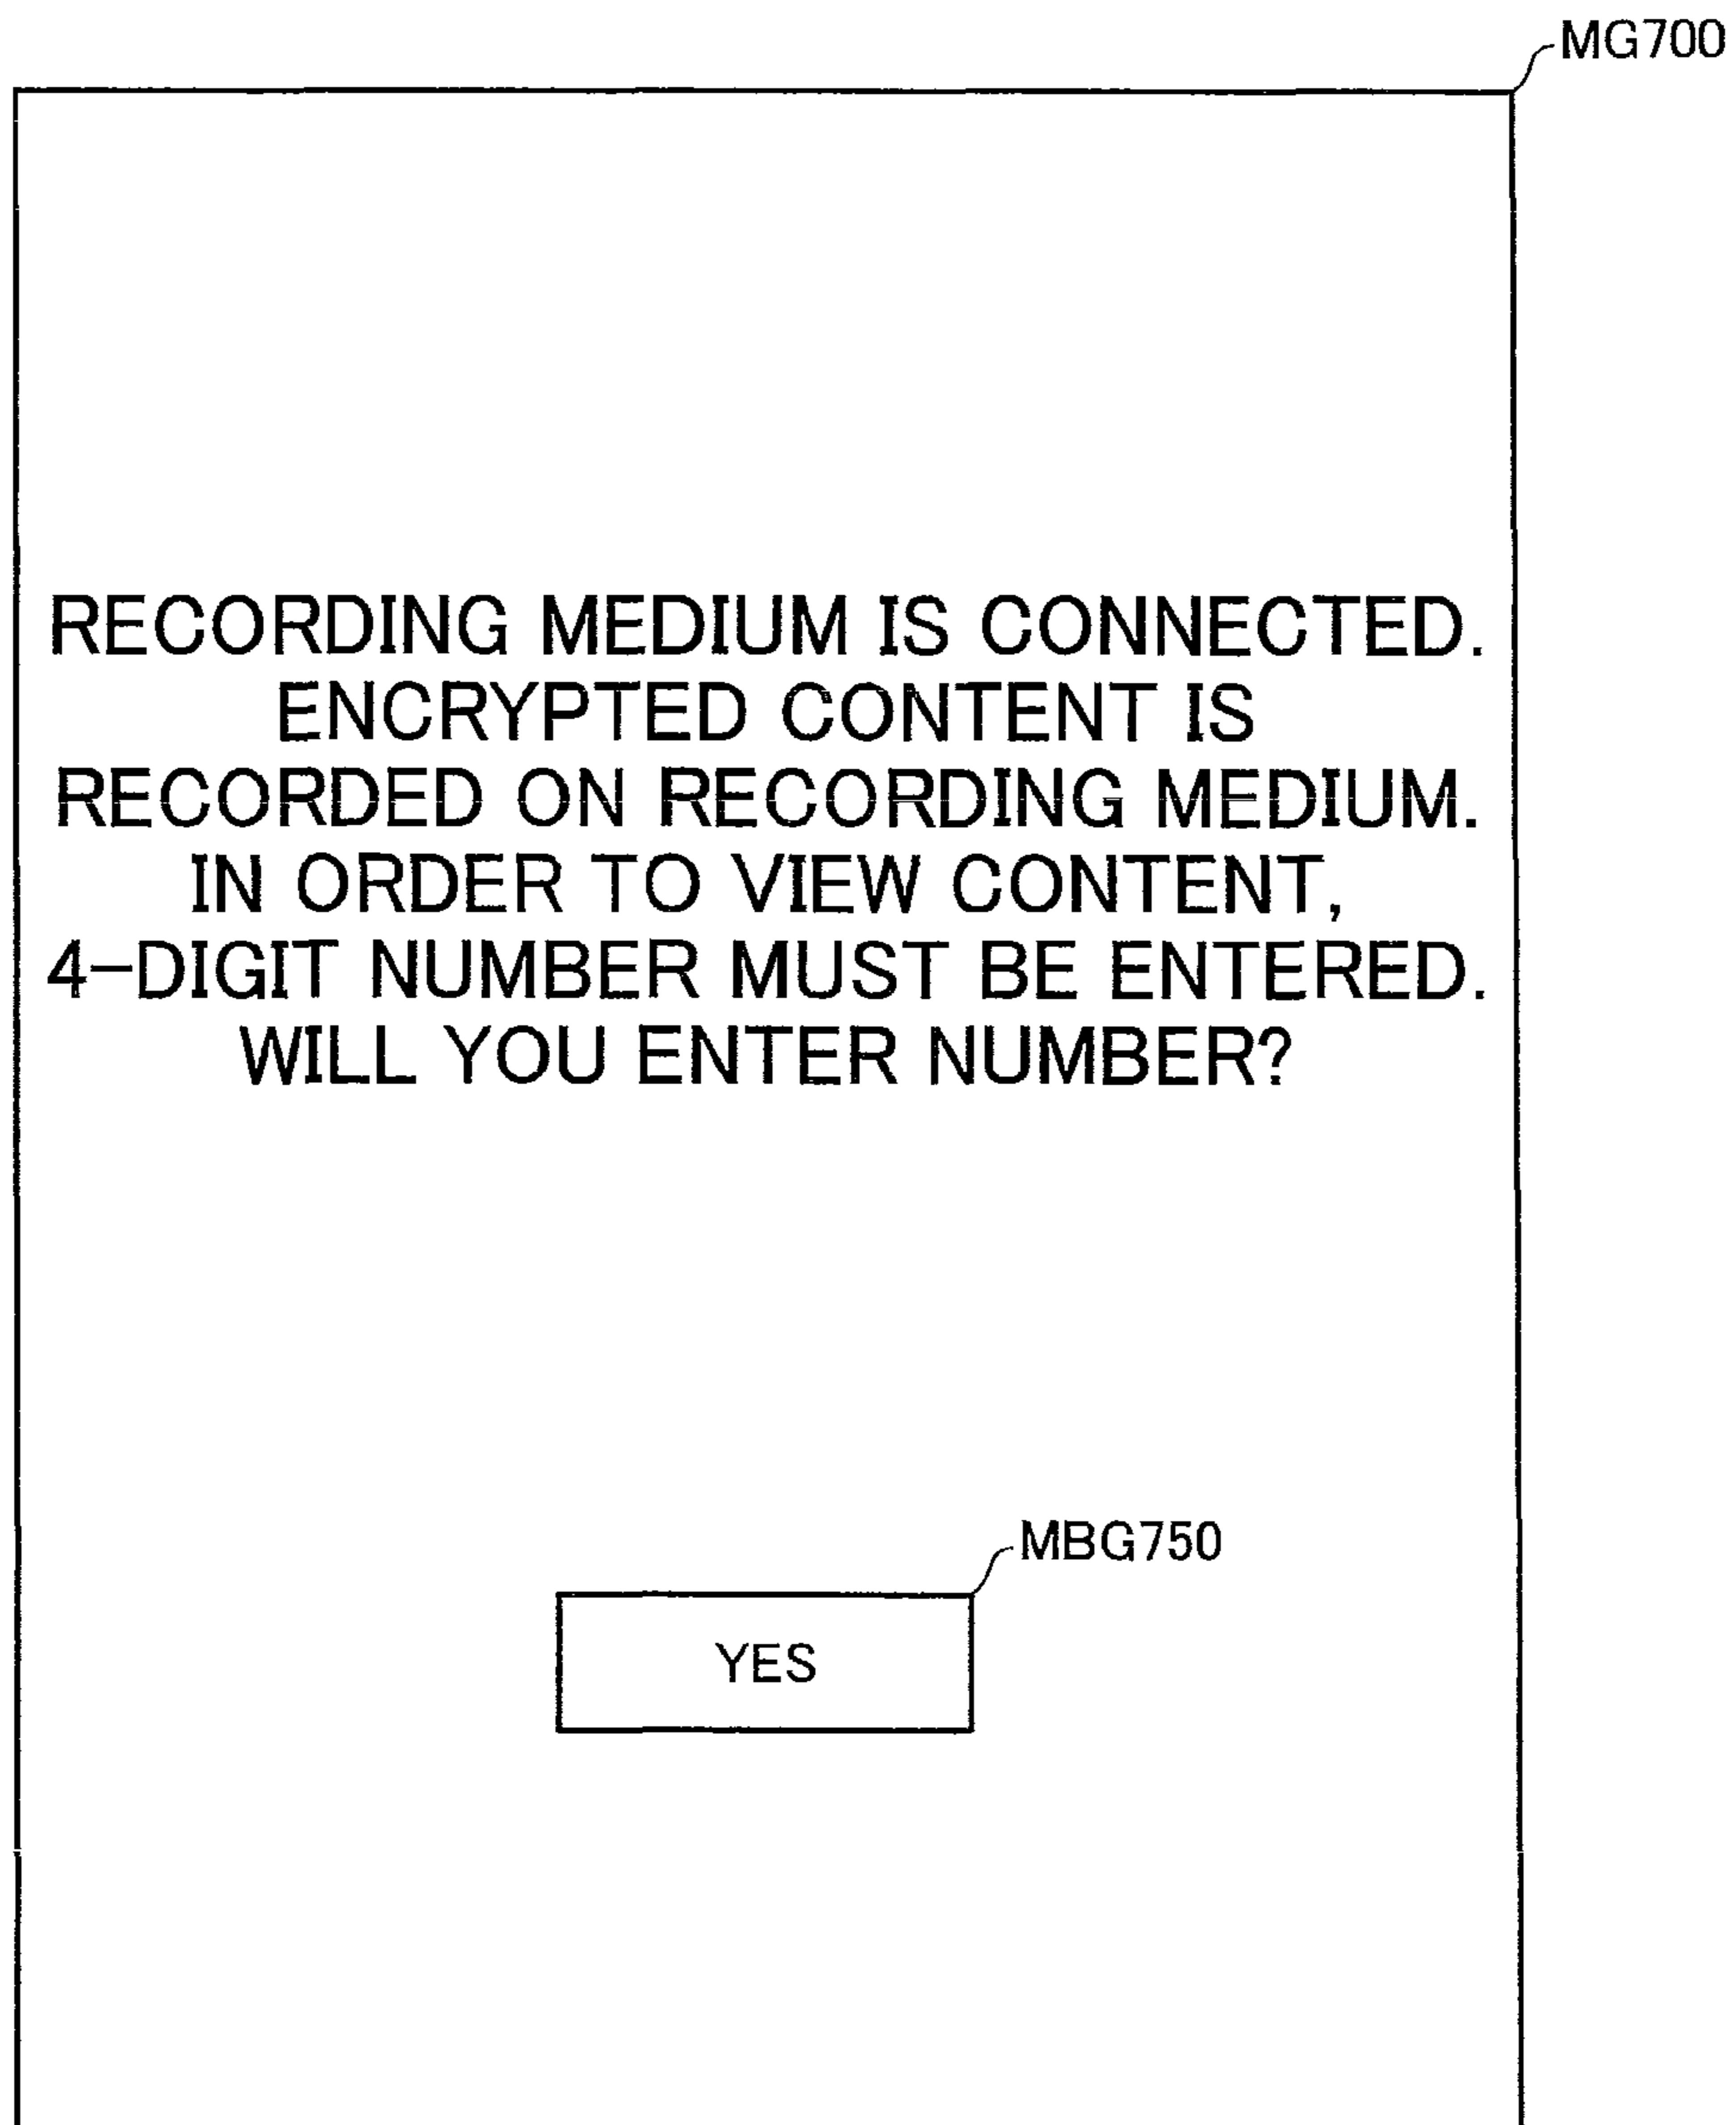 MG700
RECORDING MEDIUM IS CONNECTED.
ENCRYPTED CONTENT IS
RECORDED ON RECORDING MEDIUM.
IN ORDER TO VIEW CONTENT,
4-DIGIT NUMBER MUST BE ENTERED.
WILL YOU ENTER NUMBER?
MBG750
YES